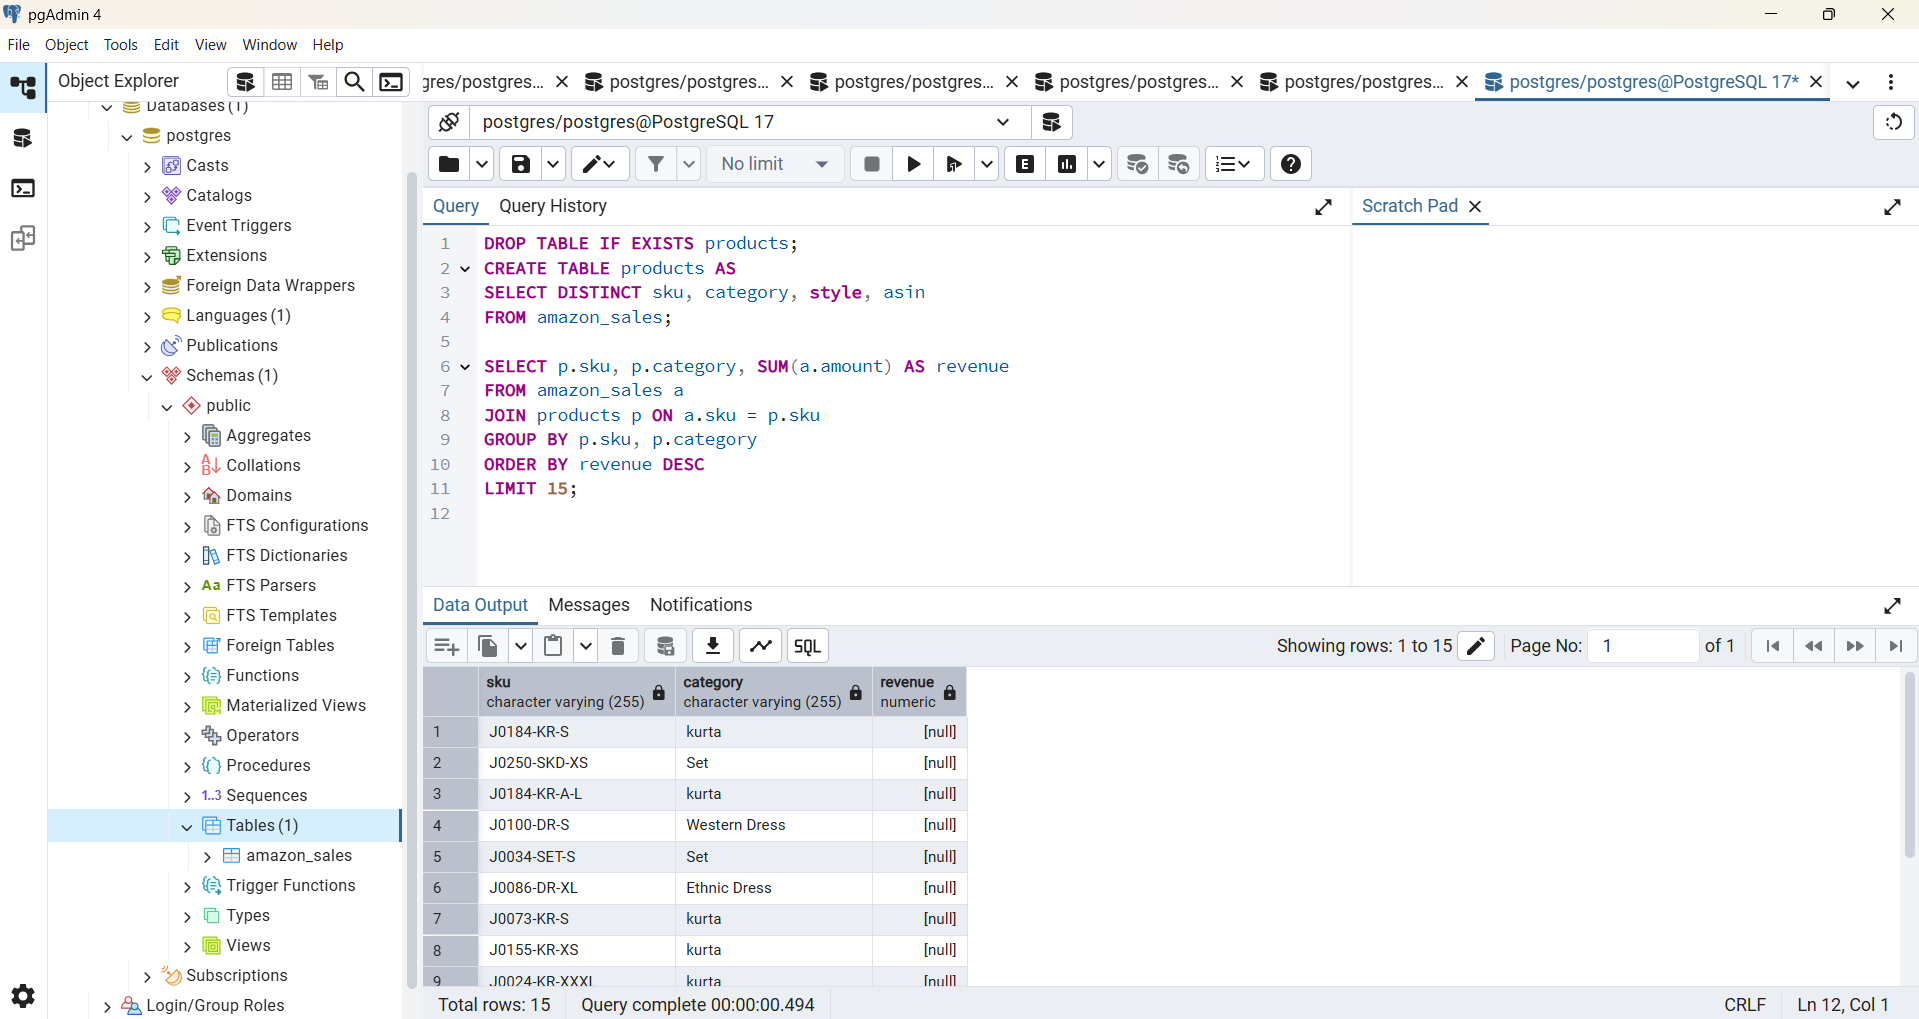 pgAdmin 4
File Object Tools Edit View Window Help
Object Explorer
gres/postgres... postgres/postgres... postgres/postgres... postgres/postgres... postgres/postgres... postgres/postgres@PostgreSQL 17*
postgres/postgres@PostgreSQL 17
No limit
E
Databases (1)
postgres
Casts
Catalogs
Event Triggers
Extensions
Foreign Data Wrappers
Languages (1)
Publications
Schemas (1)
public
Aggregates
Collations
Domains
FTS Configurations
FTS Dictionaries
Aa FTS Parsers
FTS Templates
Foreign Tables
Functions
Materialized Views
Operators
Procedures
1..3 Sequences
Tables (1)
amazon_sales
Trigger Functions
Types
Views
Subscriptions
Login/Group Roles
Query Query History
Scratch Pad
1 DROP TABLE IF EXISTS products;
2 CREATE TABLE products AS
3 SELECT DISTINCT sku, category, style, asin
4 FROM amazon_sales;
5
6 SELECT p.sku, p.category, SUM(a.amount) AS revenue
7 FROM amazon_sales a
8 JOIN products p ON a.sku = p.sku
9 GROUP BY p.sku, p.category
10 ORDER BY revenue DESC
11 LIMIT 15;
12
Data Output Messages Notifications
SQL
Showing rows: 1 to 15 Page No: 1 of 1
sku category revenue
character varying (255) character varying (255) numeric
1 J0184-KR-S kurta [null]
2 J0250-SKD-XS Set [null]
3 J0184-KR-A-L kurta [null]
4 J0100-DR-S Western Dress [null]
5 J0034-SET-S Set [null]
6 J0086-DR-XL Ethnic Dress [null]
7 J0073-KR-S kurta [null]
8 J0155-KR-XS kurta [null]
9 J0024-KR-XXXL kurta [null]
Total rows: 15 Query complete 00:00:00.494
CRLF Ln 12, Col 1